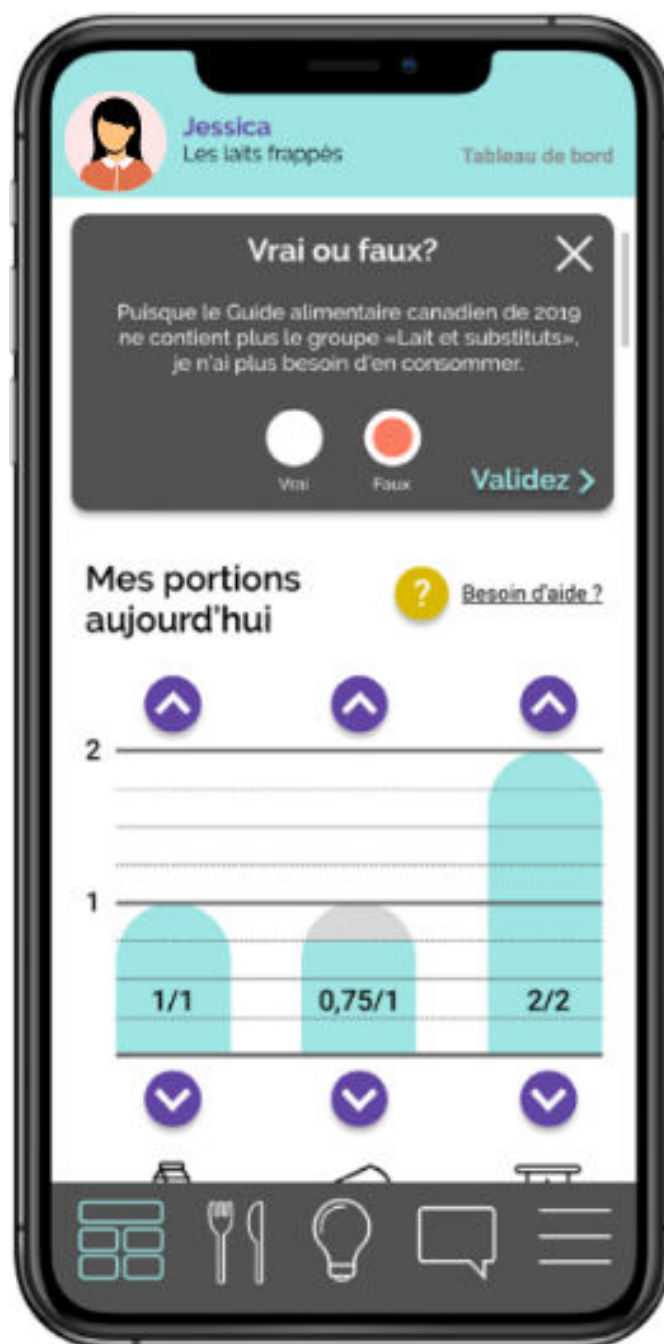 Jessica
Les laits frappés
Tableau de bord
Vrai ou faux?
Puisque le Guide alimentaire canadien de 2019
ne contient plus le groupe «Lait et substituts»,
je n'ai plus besoin d'en consommer.
Vrai
Faux
Validez >
Mes portions
aujourd'hui
?
Besoin d'aide ?
2
1
1/1
0,75/1
2/2